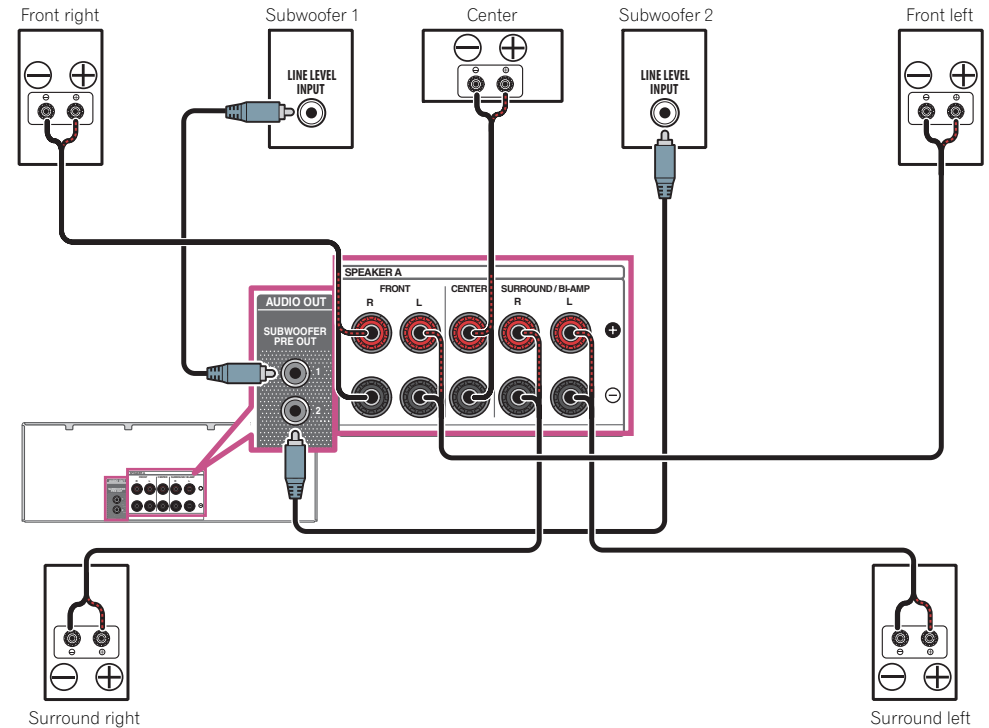 Front right
Subwoofer 1
Center
Subwoofer 2
Front left
LINE LEVEL
INPUT
LINE LEVEL
INPUT
SPEAKER A
FRONT
CENTER
SURROUND / BI-AMP
R
L
R
L
AUDIO OUT
SUBWOOFER
PRE OUT
1
2
Surround right
Surround left